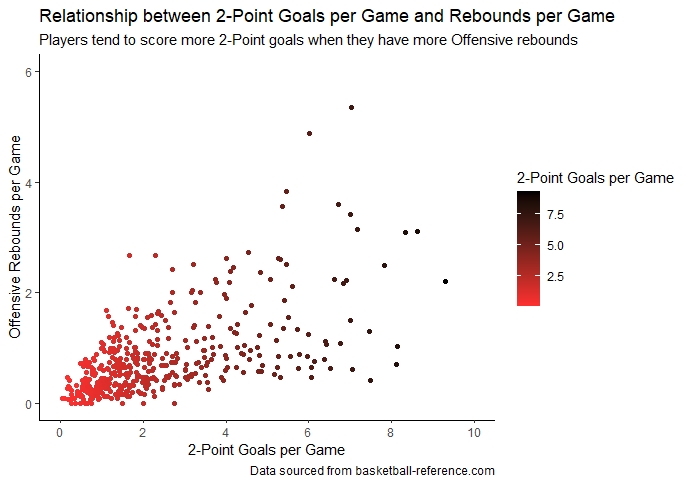 Relationship between 2-Point Goals per Game and Rebounds per Game
Players tend to score more 2-Point goals when they have more Offensive rebounds
6
4
2
0
Offensive Rebounds per Game
0 2 4 6 8 10
2-Point Goals per Game
2-Point Goals per Game
7.5
5.0
2.5
Data sourced from basketball-reference.com